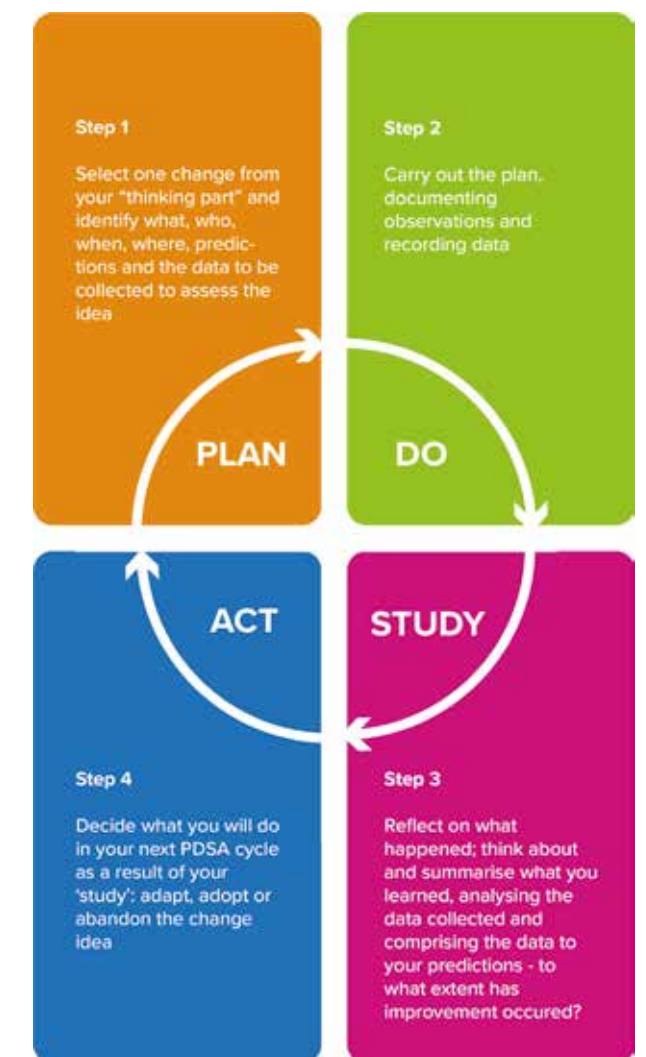 Step 1
Select one change from
your "thinking part" and
identify what, who,
when, where, predic-
tions and the data to be
collected to assess the
idea
PLAN
Step 2
Carry out the plan,
documenting
observations and
recording data
DO
STUDY
Step 3
Reflect on what
happened; think about
and summarise what you
learned, analysing the
data collected and
comprising the data to
your predictions - to
what extent has
improvement occured?
ACT
Step 4
Decide what you will do
in your next PDSA cycle
as a result of your
'study': adapt, adopt or
abandon the change
idea